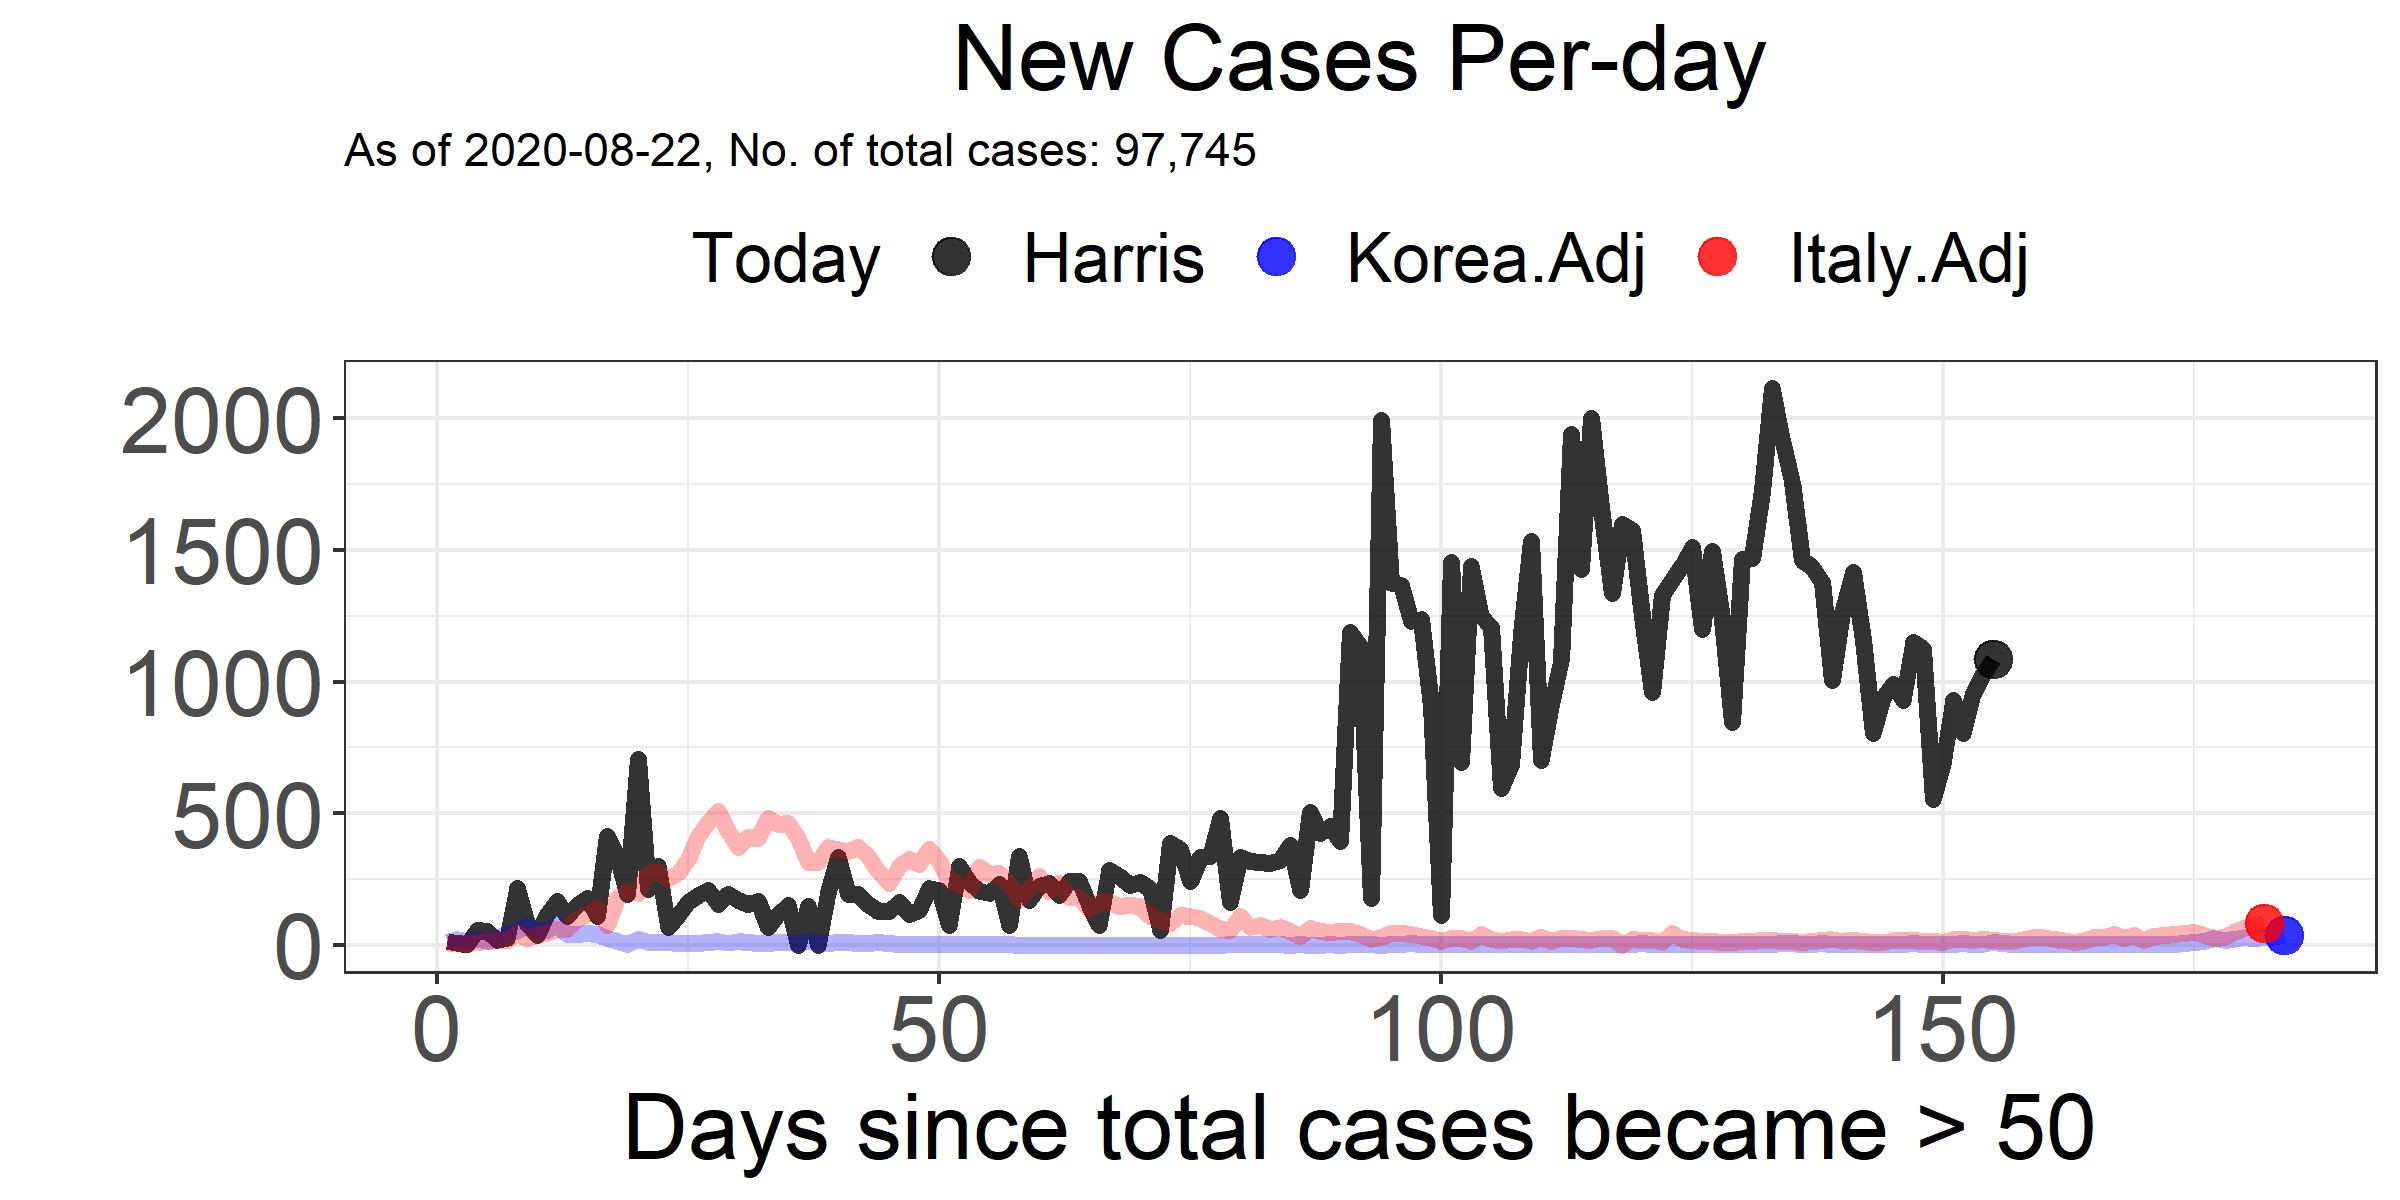 New Cases Per-day
As of 2020-08-22, No. of total cases: 97,745
Today Harris Korea.Adj Italy.Adj
2000
1500
1000
500
0
0 50 100 150
Days since total cases became > 50